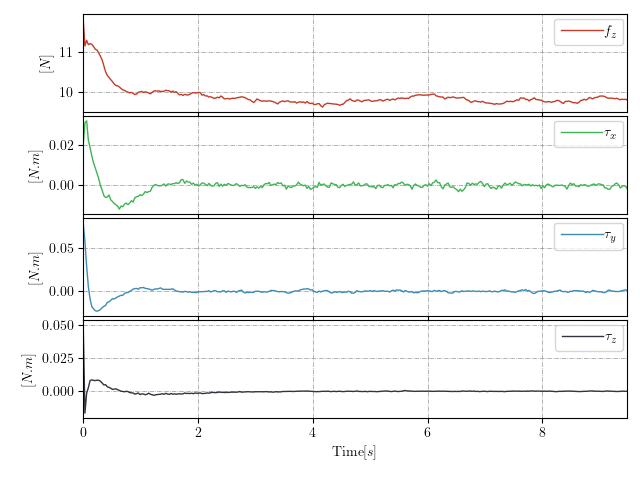 [N]
11
10
f_z
[N.m]
0.02
0.00
τ_x
[N.m]
0.05
0.00
τ_y
[N.m]
0.050
0.025
0.000
τ_z
0 2 4 6 8
Time[s]